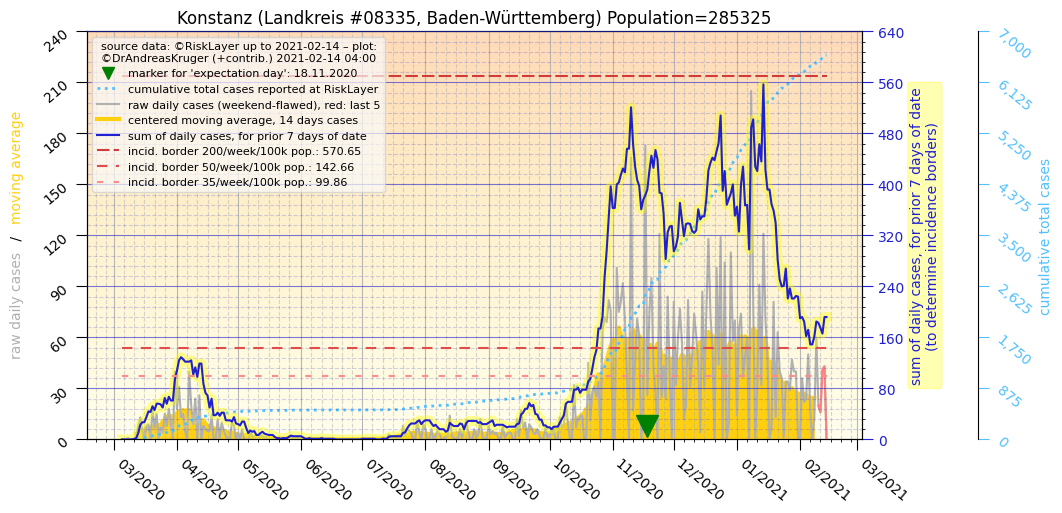 Konstanz (Landkreis #08335, Baden-Württemberg) Population=285325
source data: ©RiskLayer up to 2021-02-14 – plot:
©DrAndreasKruger (+contrib.) 2021-02-14 04:00
marker for 'expectation day': 18.11.2020
cumulative total cases reported at RiskLayer
raw daily cases (weekend-flawed), red: last 5
centered moving average, 14 days cases
sum of daily cases, for prior 7 days of date
incid. border 200/week/100k pop.: 570.65
incid. border 50/week/100k pop.: 142.66
incid. border 35/week/100k pop.: 99.86
raw daily cases / moving average
240
210
180
150
120
90
60
30
0
03/2020
04/2020
05/2020
06/2020
07/2020
08/2020
09/2020
10/2020
11/2020
12/2020
01/2021
02/2021
03/2021
640
560
480
400
320
240
160
80
0
sum of daily cases, for prior 7 days of date
(to determine incidence borders)
7,000
6,125
5,250
4,375
3,500
2,625
1,750
875
0
cumulative total cases